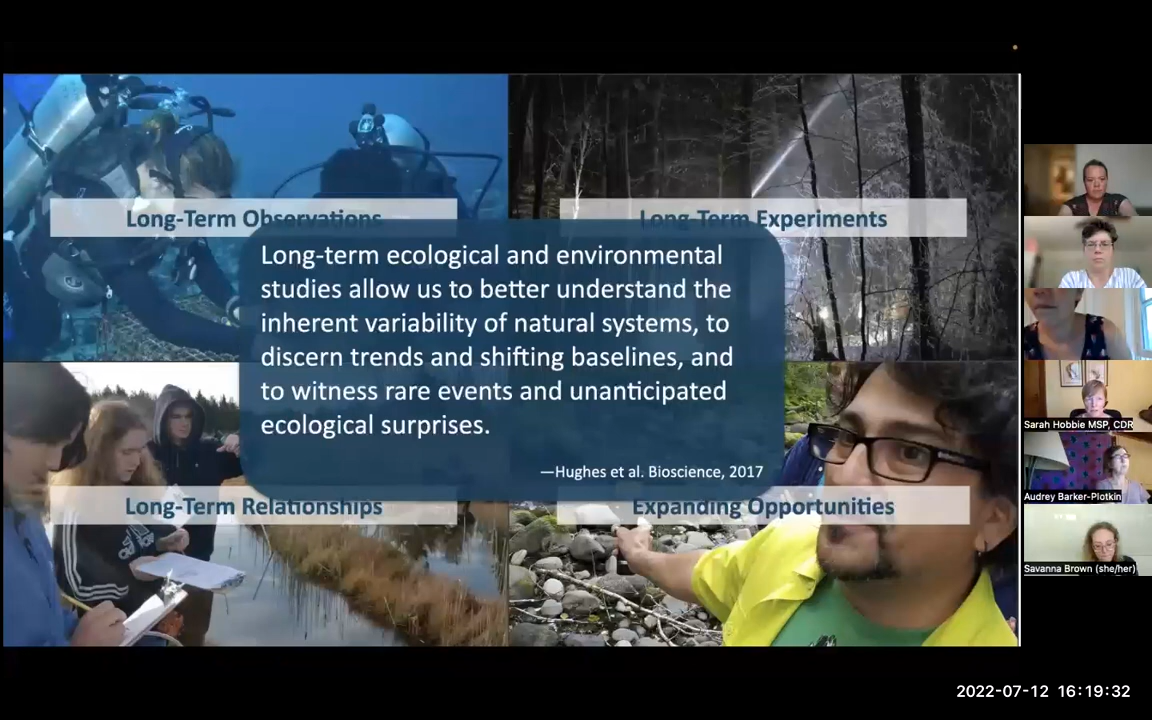 Long-Term Observations
Long-Term Experiments
Long-term ecological and environmental
studies allow us to better understand the
inherent variability of natural systems, to
discern trends and shifting baselines, and
to witness rare events and unanticipated
ecological surprises.
—Hughes et al. Bioscience, 2017
Long-Term Relationships
Expanding Opportunities
Sarah Hobbie MSP, CDR
Audrey Barker-Plotkin
Savanna Brown (she/her)
2022-07-12 16:19:32